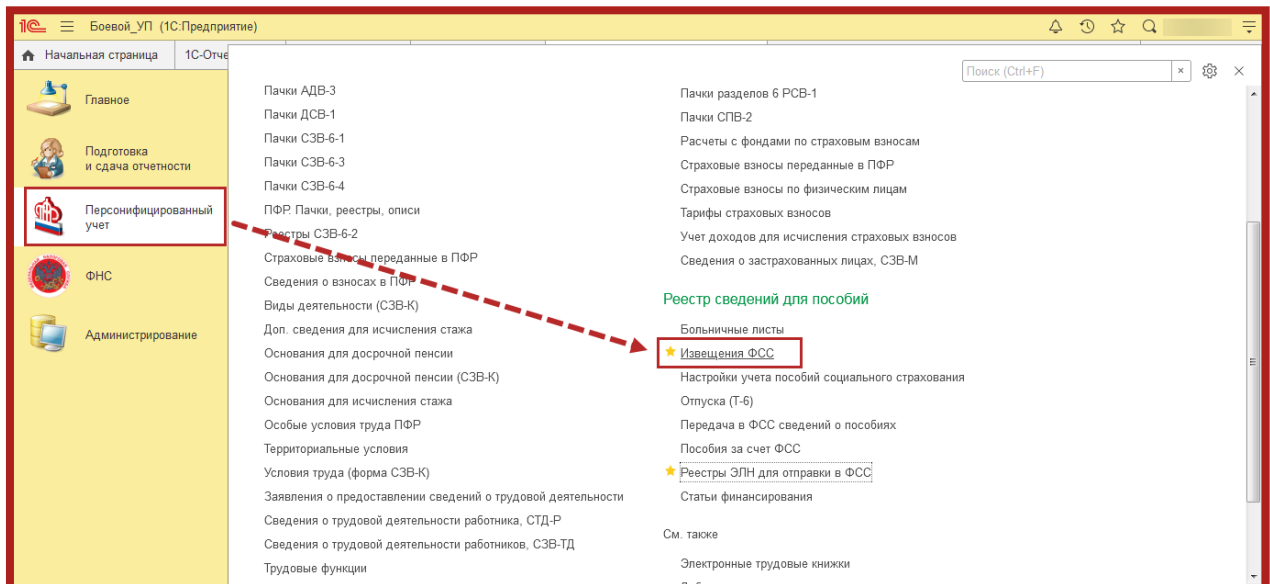 1С Боевой_УП (1С:Предприятие)
Начальная страница
1С-Отче
Поиск (Ctrl+F)
Главное
Подготовка
и сдача отчетности
Персонифицированный
учет
ФНС
Администрирование
Пачки АДВ-3
Пачки ДСВ-1
Пачки СЗВ-6-1
Пачки СЗВ-6-3
Пачки СЗВ-6-4
ПФР. Пачки, реестры, описи
Реестры СЗВ-6-2
Страховые взносы переданные в ПФР
Сведения о взносах в ПФР
Виды деятельности (СЗВ-К)
Доп. сведения для исчисления стажа
Основания для досрочной пенсии
Основания для досрочной пенсии (СЗВ-К)
Основания для исчисления стажа
Особые условия труда ПФР
Территориальные условия
Условия труда (форма СЗВ-К)
Заявления о предоставлении сведений о трудовой деятельности
Сведения о трудовой деятельности работника, СТД-Р
Сведения о трудовой деятельности работников, СЗВ-ТД
Трудовые функции
Пачки разделов 6 РСВ-1
Пачки СПВ-2
Расчеты с фондами по страховым взносам
Страховые взносы переданные в ПФР
Страховые взносы по физическим лицам
Тарифы страховых взносов
Учет доходов для исчисления страховых взносов
Сведения о застрахованных лицах, СЗВ-М
Реестр сведений для пособий
Больничные листы
Извещения ФСС
Настройки учета пособий социального страхования
Отпуска (Т-6)
Передача в ФСС сведений о пособиях
Пособия за счет ФСС
Реестры ЭЛН для отправки в ФСС
Статьи финансирования
См. также
Электронные трудовые книжки